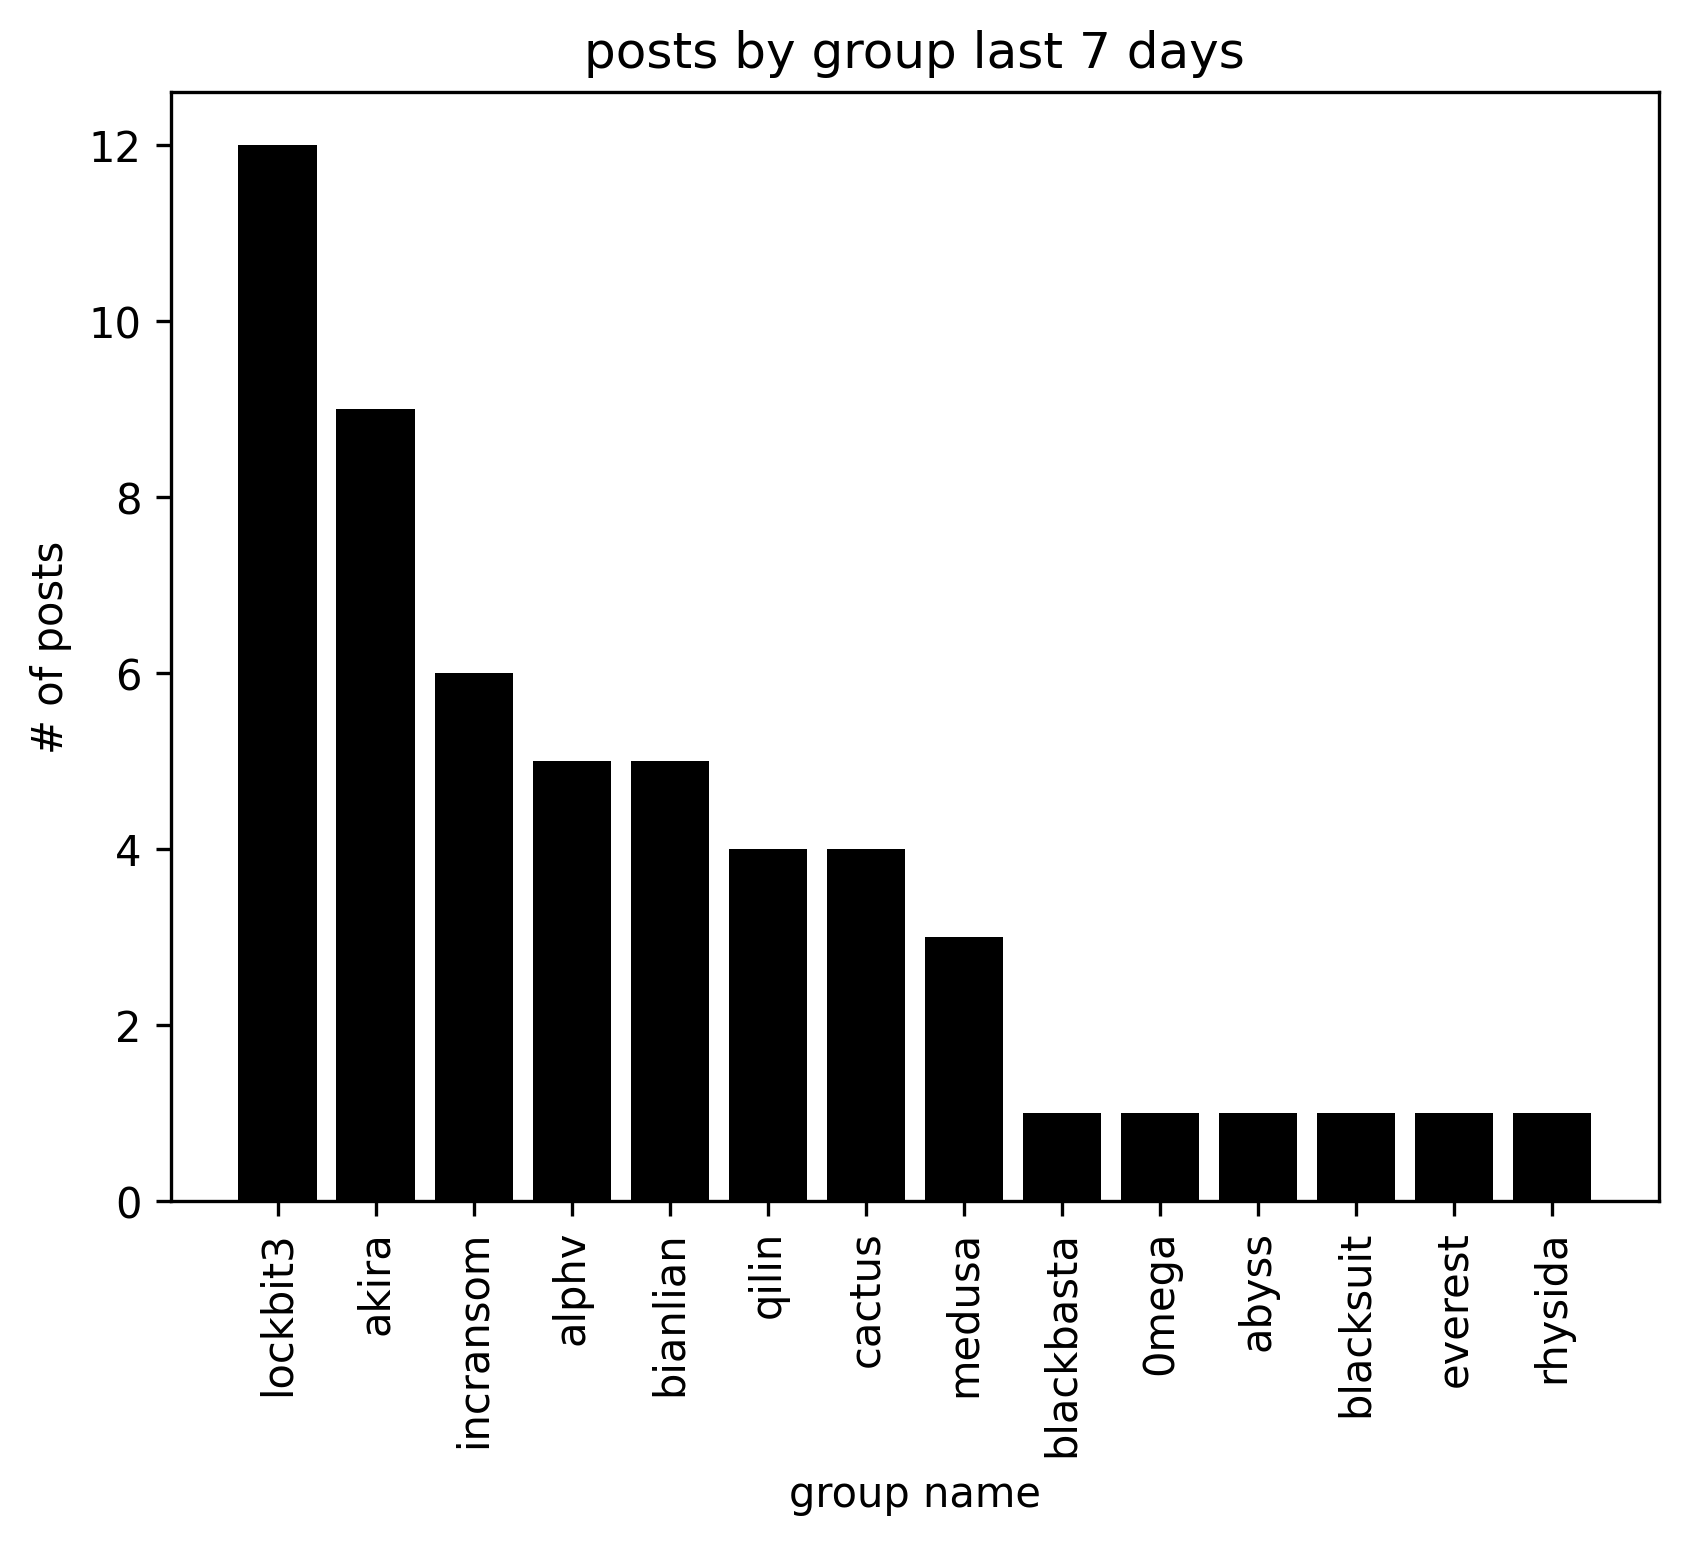 posts by group last 7 days
12
10
8
6
4
2
0
# of posts
lockbit3
akira
incransom
alphv
bianlian
qilin
cactus
medusa
blackbasta
0mega
abyss
blacksuit
everest
rhysida
group name